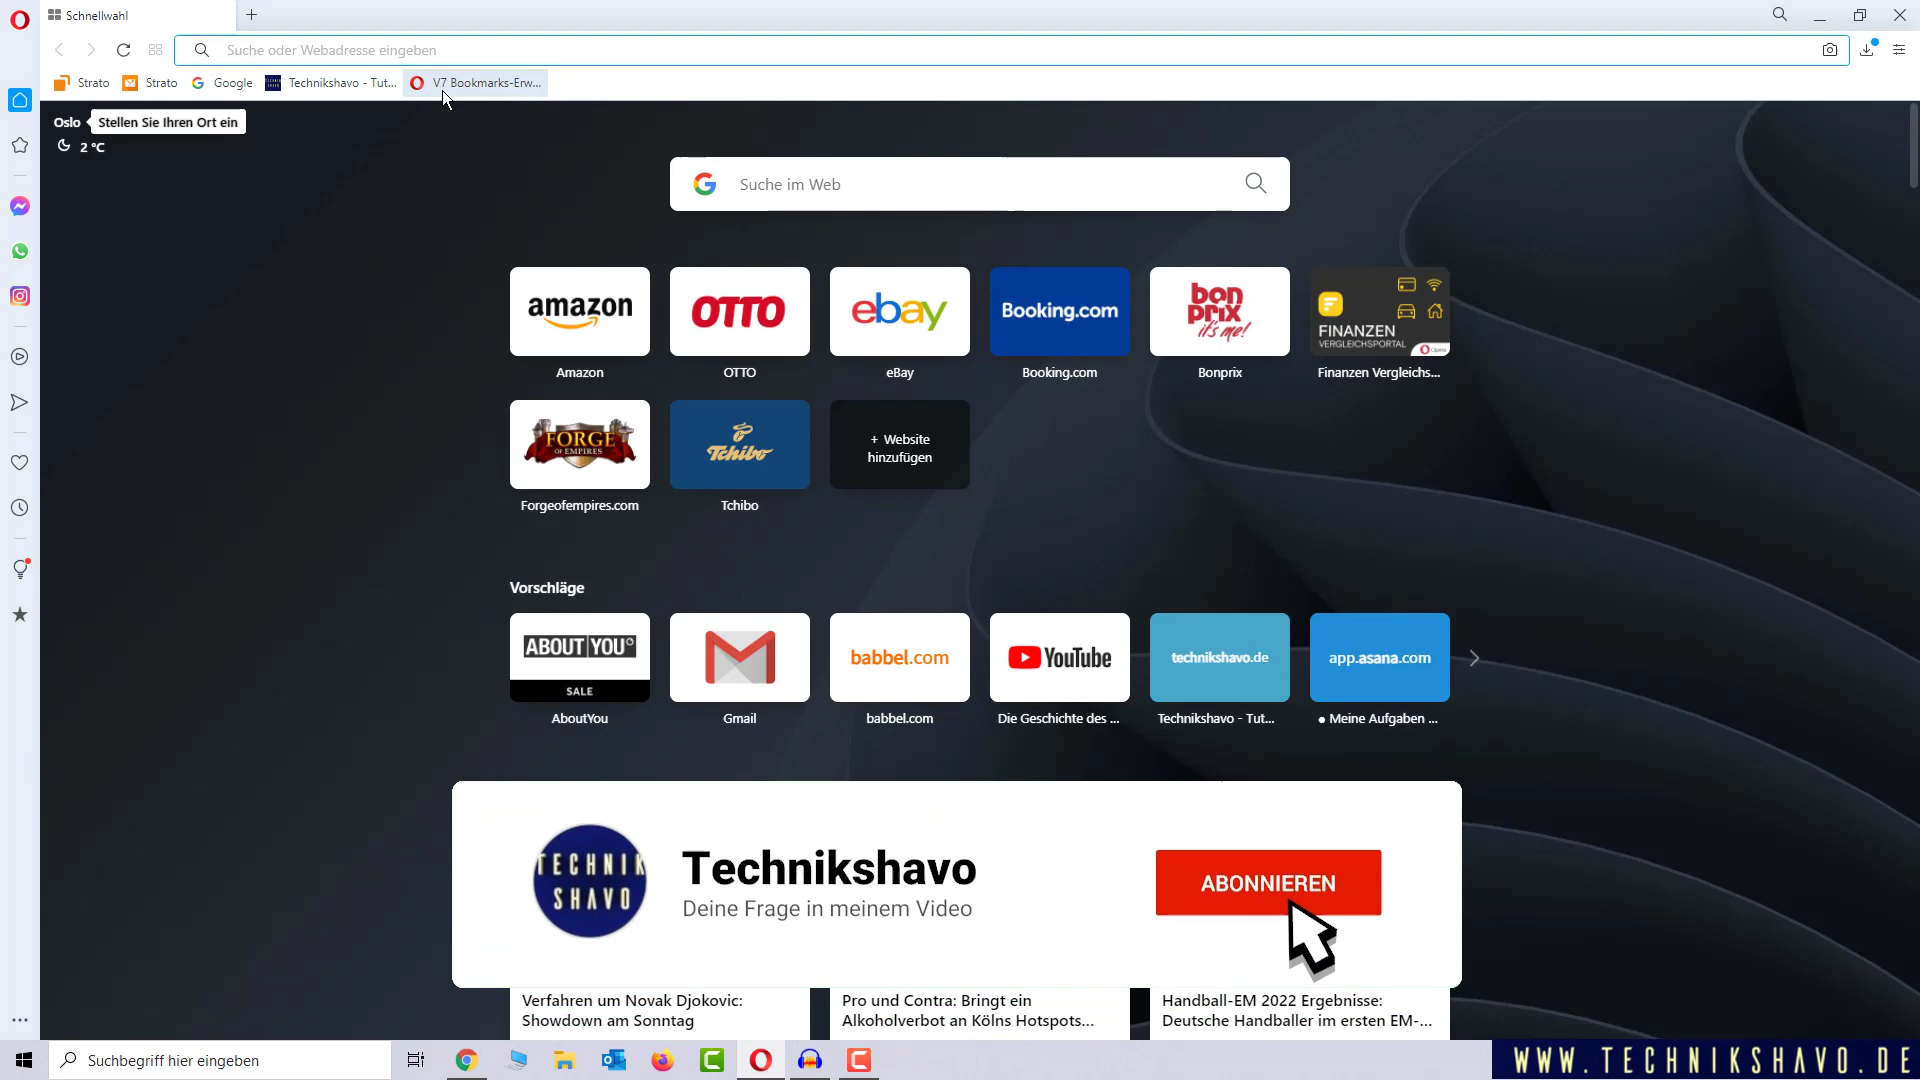 Schnellwahl
Suche oder Webadresse eingeben
Strato
Strato
Google
Technikshavo - Tut...
V7 Bookmarks-Erw...
Oslo
Stellen Sie Ihren Ort ein
2 °C
Suche im Web
amazon
OTTO
ebay
Booking.com
bon prix it's me!
FINANZEN
VERGLEICHSPORTAL
Opera
Amazon
OTTO
eBay
Booking.com
Bonprix
Finanzen Vergleichs...
FORGE
OF EMPIRES
Tchibo
+ Website
hinzufügen
Forgeofempires.com
Tchibo
Vorschläge
ABOUT YOU°
SALE
babbel.com
YouTube
technikshavo.de
app.asana.com
AboutYou
Gmail
babbel.com
Die Geschichte des ...
Technikshavo - Tut...
● Meine Aufgaben ...
TECHNIK
SHAVO
Technikshavo
Deine Frage in meinem Video
ABONNIEREN
Verfahren um Novak Djokovic:
Showdown am Sonntag
Pro und Contra: Bringt ein
Alkoholverbot an Kölns Hotspots...
Handball-EM 2022 Ergebnisse:
Deutsche Handballer im ersten EM-...
Suchbegriff hier eingeben
WWW.TECHNIKSHAVO.DE